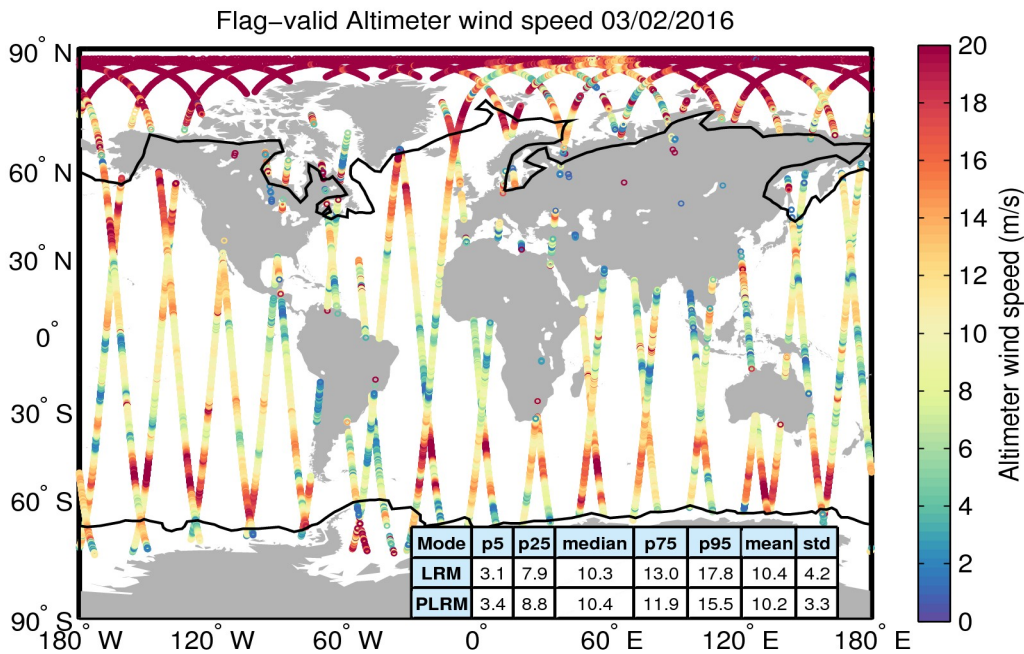 Flag−valid Altimeter wind speed 03/02/2016
90° N
60° N
30° N
0°
30° S
60° S
90° S
180° W
120° W
60° W
0°
60° E
120° E
180° E
Mode p5 p25 median p75 p95 mean std
LRM 3.1 7.9 10.3 13.0 17.8 10.4 4.2
PLRM 3.4 8.8 10.4 11.9 15.5 10.2 3.3
20
18
16
14
12
10
8
6
4
2
0
Altimeter wind speed (m/s)